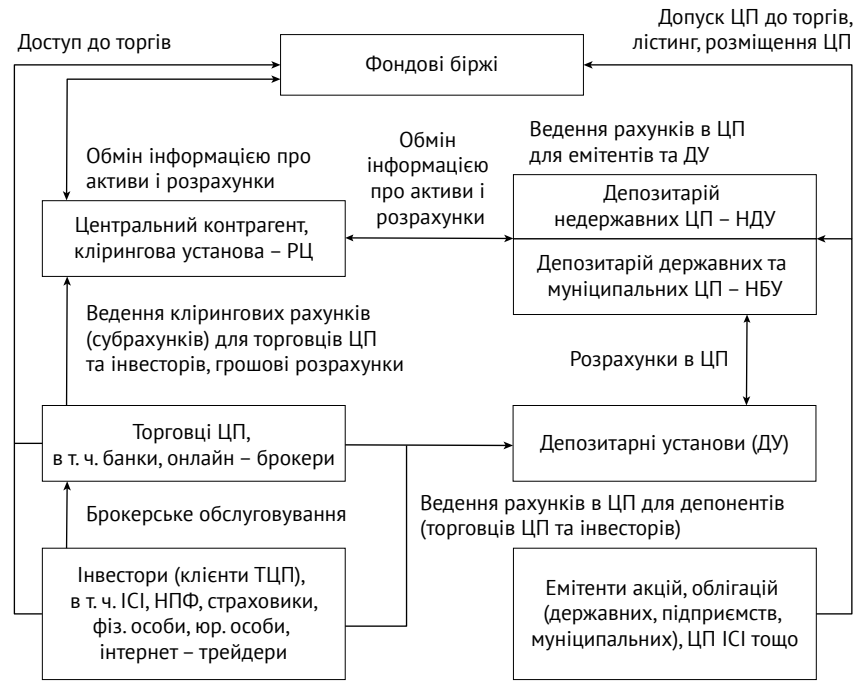 Доступ до торгів
Допуск ЦП до торгів,
лістинг, розміщення ЦП
Фондові біржі
Обмін інформацією про
активи і розрахунки
Обмін
інформацією
про активи і
розрахунки
Ведення рахунків в ЦП
для емітентів та ДУ
Депозитарій
недержавних ЦП – НДУ
Центральний контрагент,
клірингова установа – РЦ
Депозитарій державних та
муніципальних ЦП – НБУ
Ведення клірингових рахунків
(субрахунків) для торговців ЦП
та інвесторів, грошові розрахунки
Розрахунки в ЦП
Торговці ЦП,
в т. ч. банки, онлайн – брокери
Депозитарні установи (ДУ)
Брокерське обслуговування
Ведення рахунків в ЦП для депонентів
(торговців ЦП та інвесторів)
Інвестори (клієнти ТЦП),
в т. ч. ІСІ, НПФ, страховики,
фіз. особи, юр. особи,
інтернет – трейдери
Емітенти акцій, облігацій
(державних, підприємств,
муніципальних), ЦП ІСІ тощо